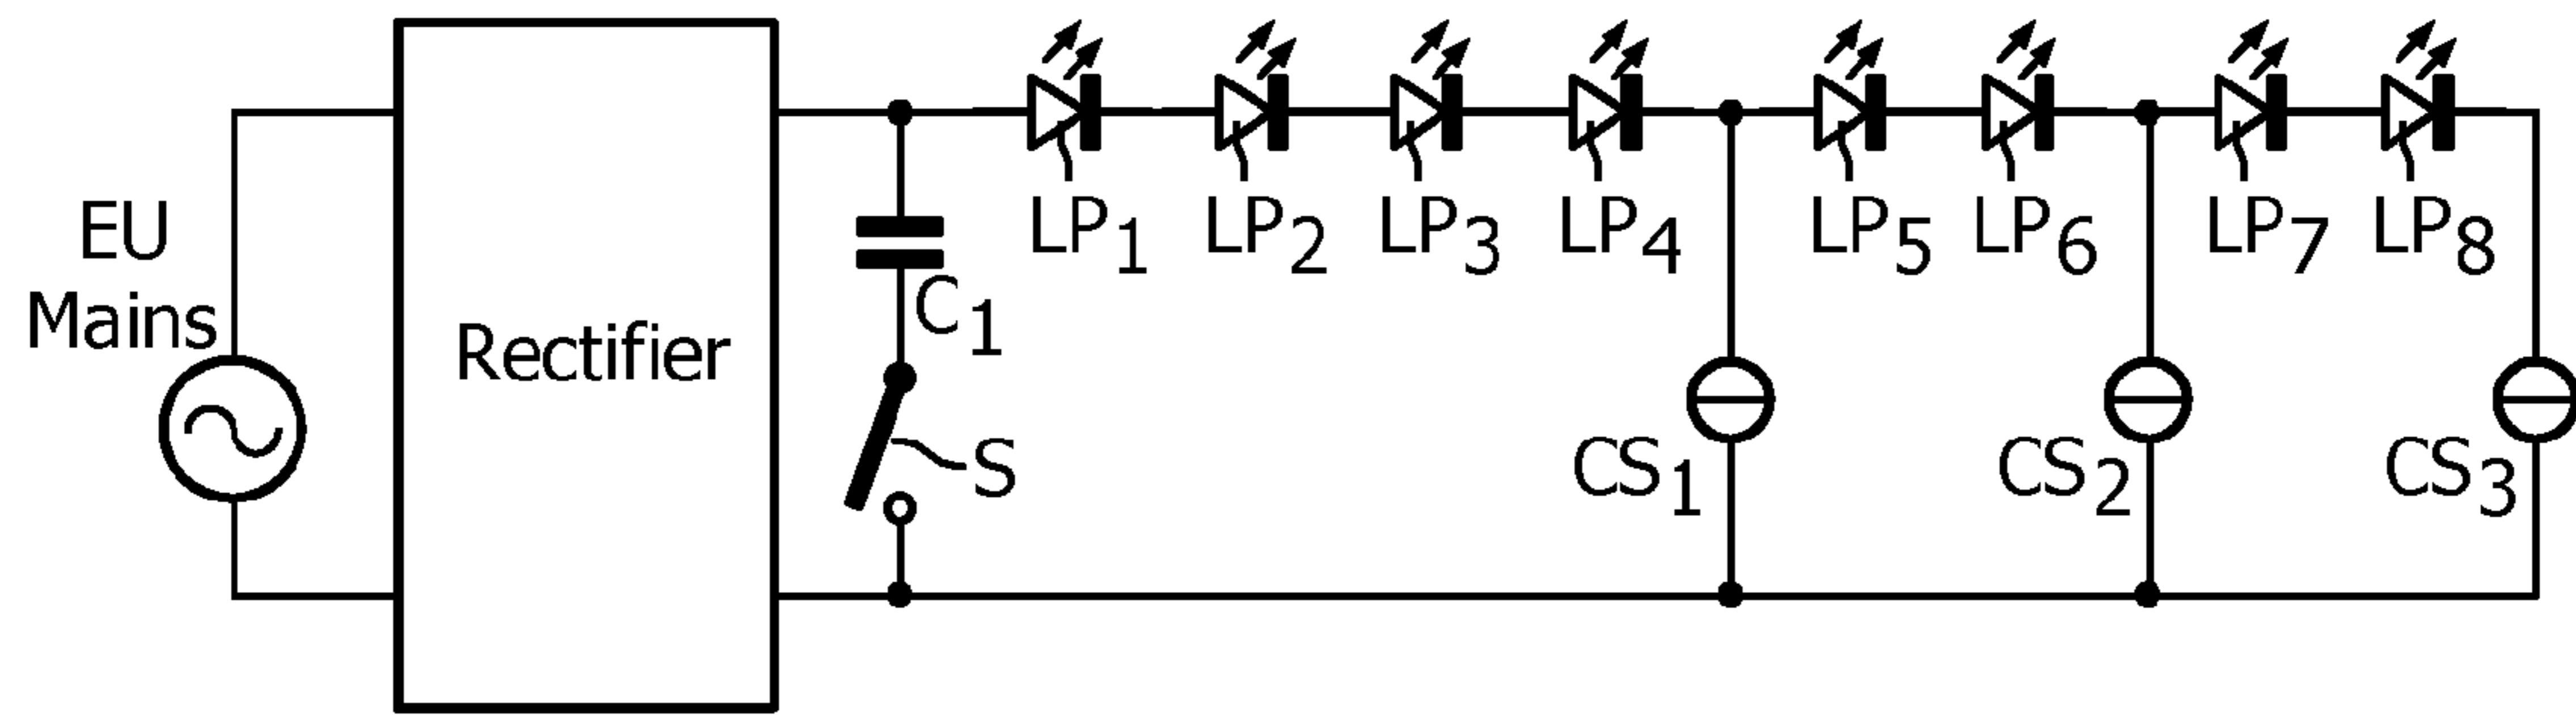 EU
Mains
Rectifier
C1
S
LP1
LP2
LP3
LP4
LP5
LP6
LP7
LP8
CS1
CS2
CS3